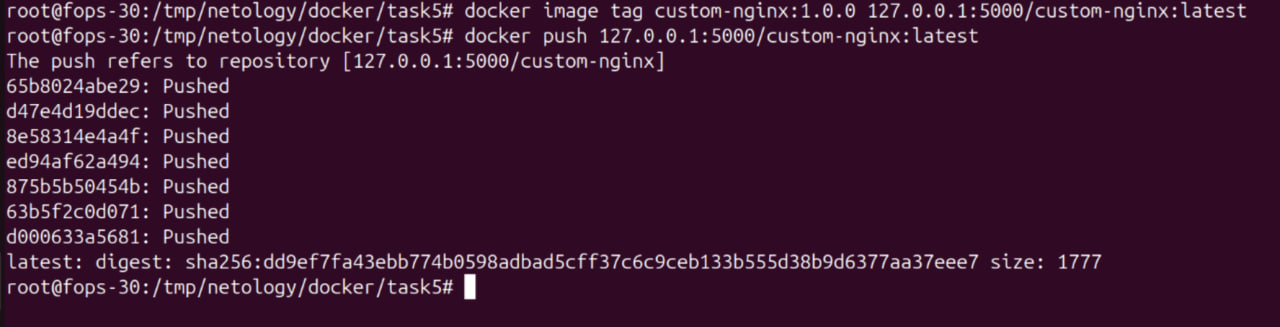 root@fops-30:/tmp/netology/docker/task5# docker image tag custom-nginx:1.0.0 127.0.0.1:5000/custom-nginx:latest
root@fops-30:/tmp/netology/docker/task5# docker push 127.0.0.1:5000/custom-nginx:latest
The push refers to repository [127.0.0.1:5000/custom-nginx]
65b8024abe29: Pushed
d47e4d19ddec: Pushed
8e58314e4a4f: Pushed
ed94af62a494: Pushed
875b5b50454b: Pushed
63b5f2c0d071: Pushed
d000633a5681: Pushed
latest: digest: sha256:dd9ef7fa43ebb774b0598adbad5cff37c6c9ceb133b555d38b9d6377aa37eee7 size: 1777
root@fops-30:/tmp/netology/docker/task5#